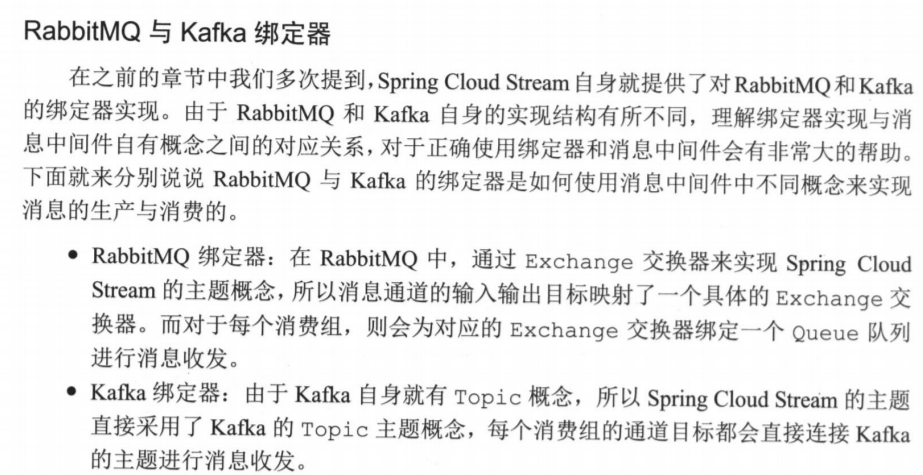 RabbitMQ 与 Kafka 绑定器
在之前的章节中我们多次提到，Spring Cloud Stream 自身就提供了对 RabbitMQ 和 Kafka
的绑定器实现。由于 RabbitMQ 和 Kafka 自身的实现结构有所不同，理解绑定器实现与消
息中间件自有概念之间的对应关系，对于正确使用绑定器和消息中间件会有非常大的帮助。
下面就来分别说说 RabbitMQ 与 Kafka 的绑定器是如何使用消息中间件中不同概念来实现
消息的生产与消费的。
• RabbitMQ 绑定器：在 RabbitMQ 中，通过 Exchange 交换器来实现 Spring Cloud
Stream 的主题概念，所以消息通道的输入输出目标映射了一个具体的 Exchange 交
换器。而对于每个消费组，则会为对应的 Exchange 交换器绑定一个 Queue 队列
进行消息收发。
• Kafka 绑定器：由于 Kafka 自身就有 Topic 概念，所以 Spring Cloud Stream 的主题
直接采用了 Kafka 的 Topic 主题概念，每个消费组的通道目标都会直接连接 Kafka
的主题进行消息收发。